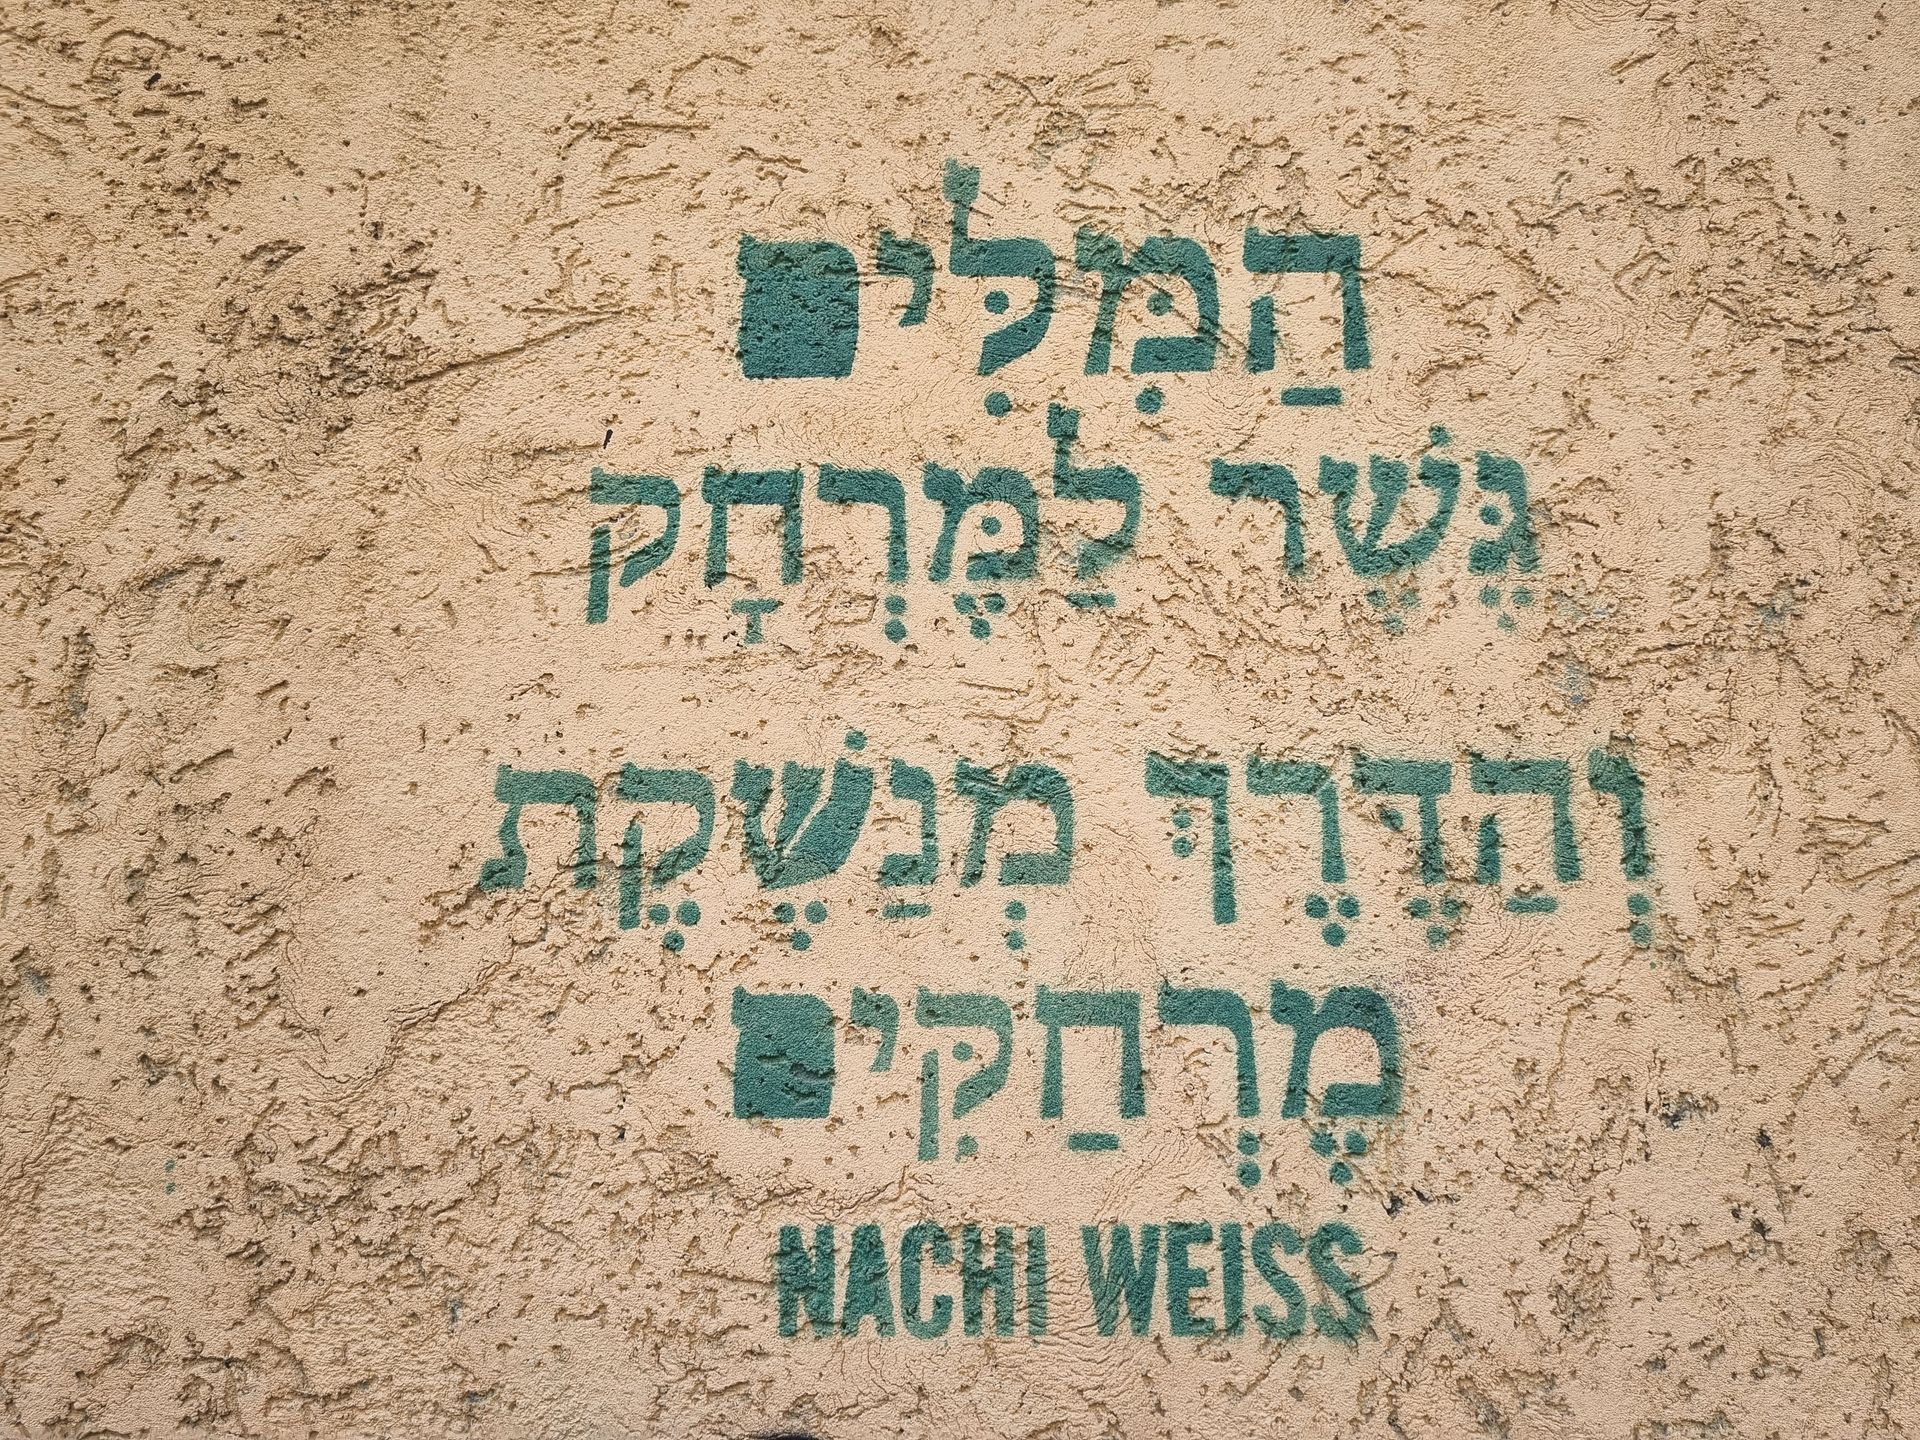 הַמִּלִּים
גֶּשֶׁר לַמֶּרְחָק
וְהַדֶּרֶךְ מְנַשֶּׁקֶת
מֶרְחַקִּים
NACHI WEISS